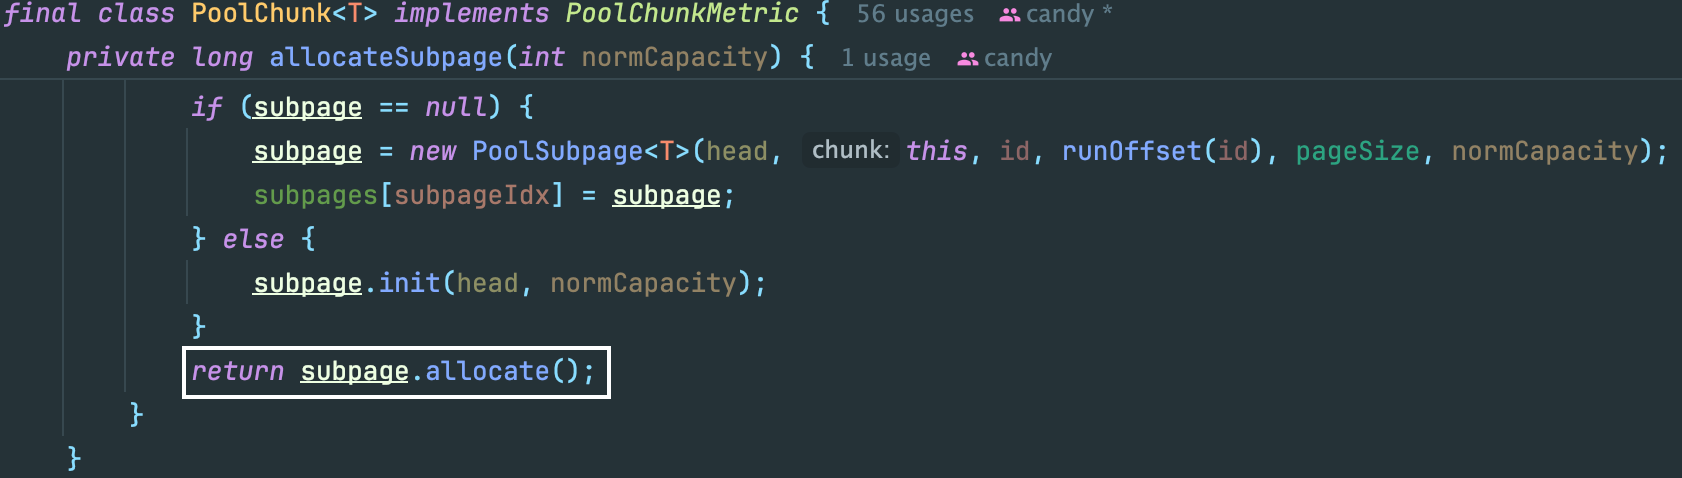 final class PoolChunk<T> implements PoolChunkMetric { 56 usages candy *
private long allocateSubpage(int normCapacity) { 1 usage candy
if (subpage == null) {
subpage = new PoolSubpage<T>(head, chunk: this, id, runOffset(id), pageSize, normCapacity);
subpages[subpageIdx] = subpage;
} else {
subpage.init(head, normCapacity);
}
return subpage.allocate();
}
}